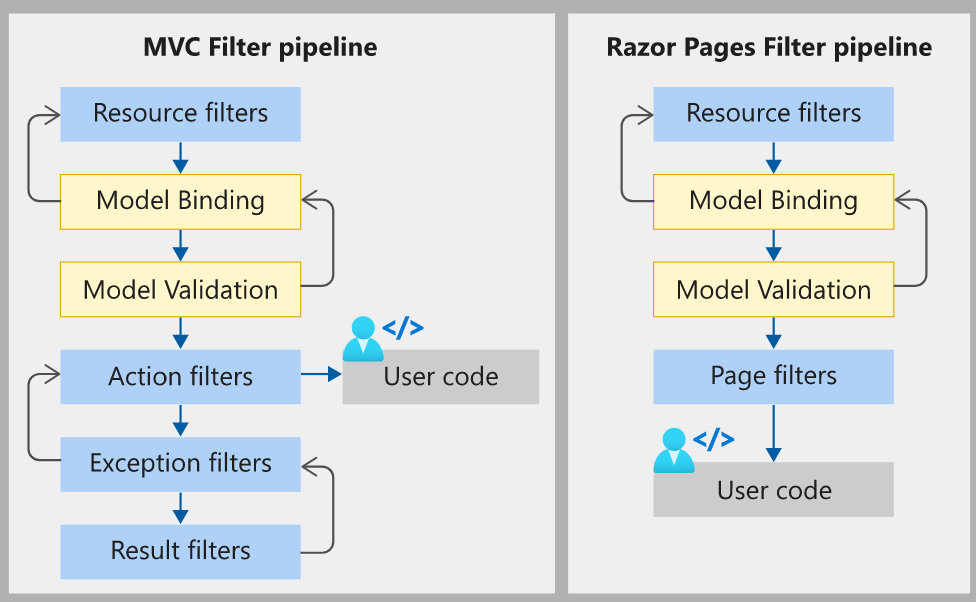 MVC Filter pipeline
Resource filters
Model Binding
Model Validation
Action filters
</>
User code
Exception filters
Result filters
Razor Pages Filter pipeline
Resource filters
Model Binding
Model Validation
Page filters
</>
User code